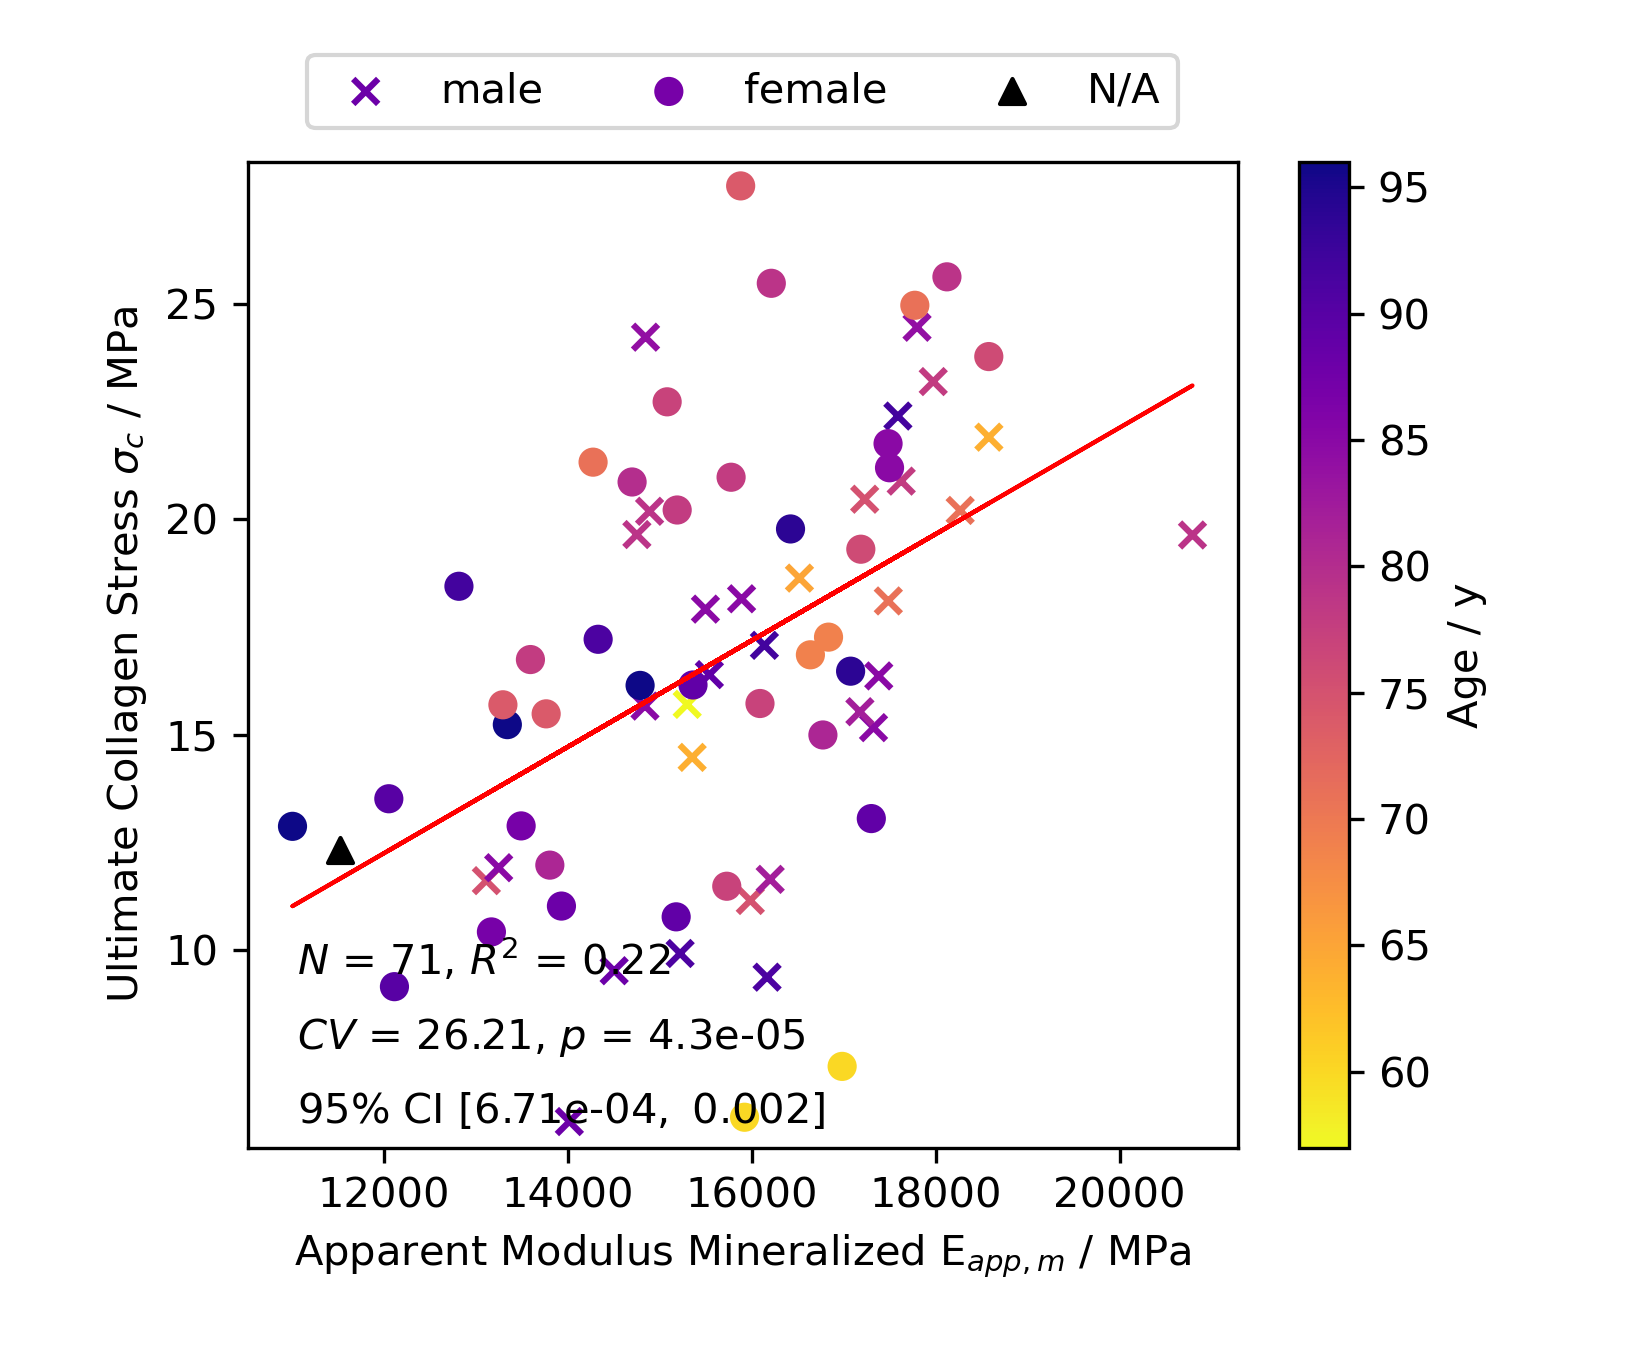 male female N/A
Ultimate Collagen Stress σc / MPa
25
20
15
10
N = 71, R² = 0.22
CV = 26.21, p = 4.3e-05
95% CI [6.71e-04, 0.002]
12000 14000 16000 18000 20000
Apparent Modulus Mineralized Eapp, m / MPa
95
90
85
80
75
70
65
60
Age / y